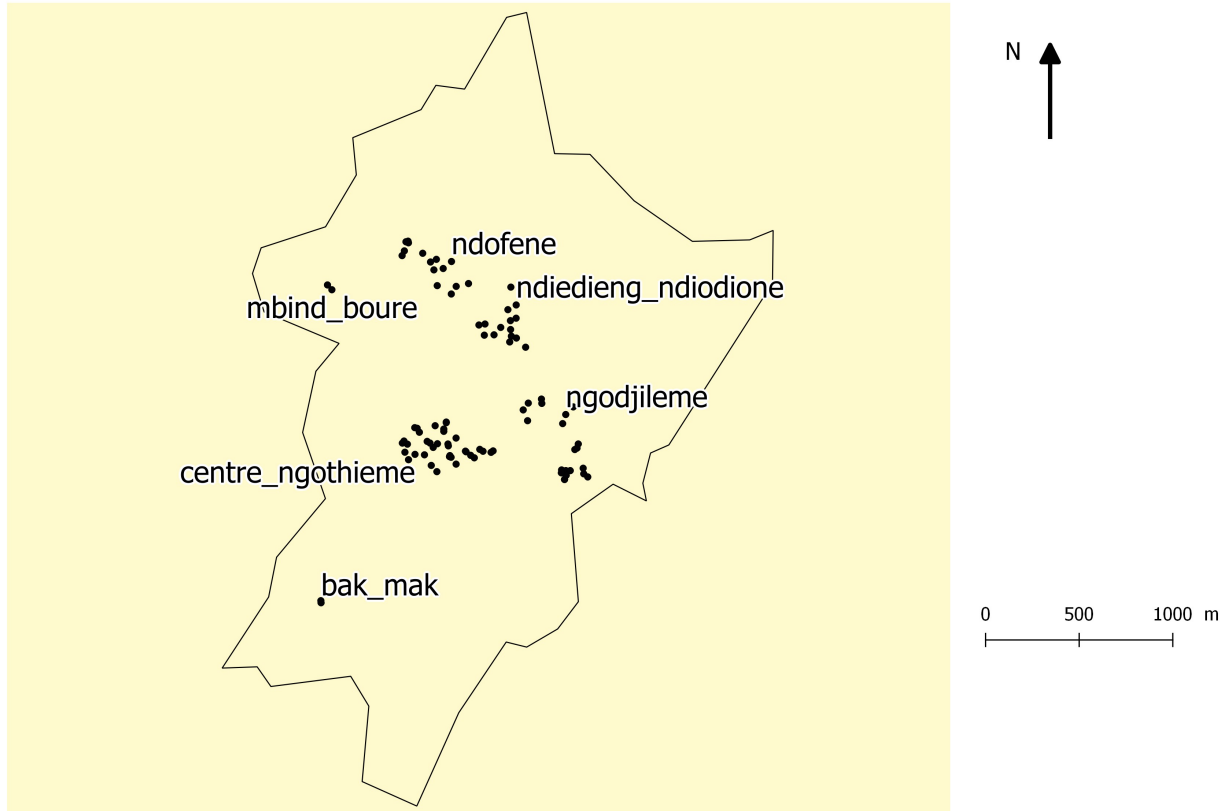 N
ndofene
ndiedieng_ndiodione
mbind_boure
ngodjileme
centre_ngothieme
bak_mak
0 500 1000 m